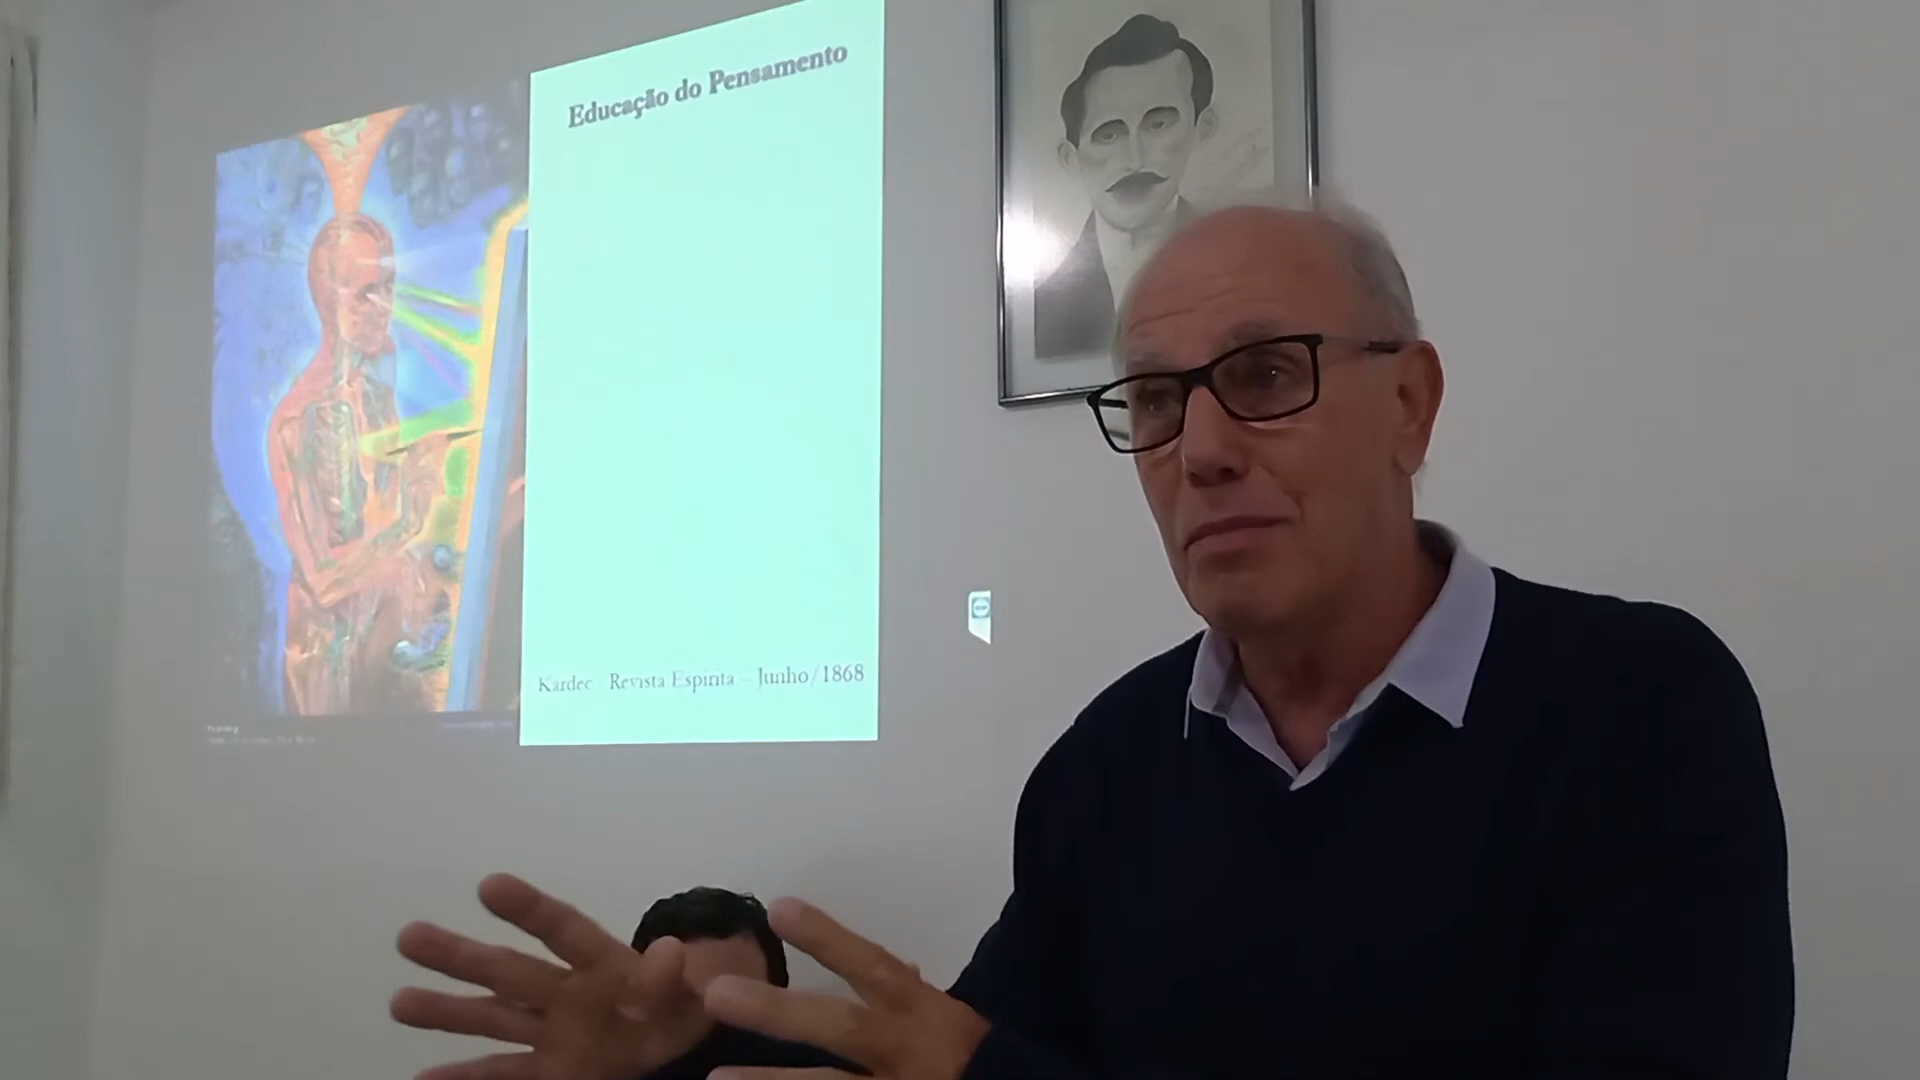 Educação do Pensamento
Kardec - Revista Espírita – Junho/1868